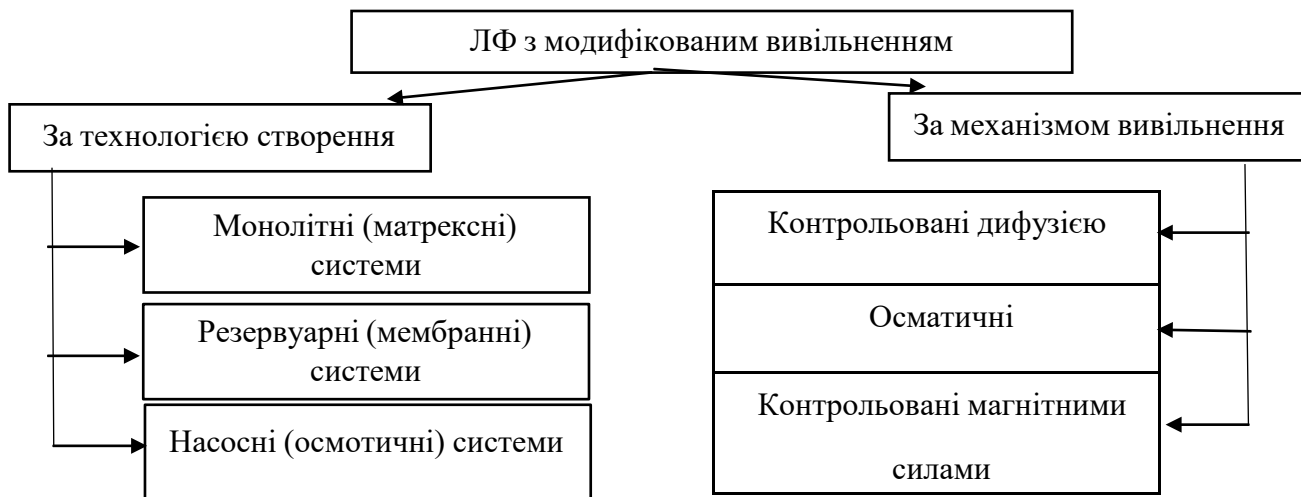 ЛФ з модифікованим вивільненням
За технологією створення
За механізмом вивільнення
Монолітні (матрексні)
системи
Резервуарні (мембранні)
системи
Насосні (осмотичні) системи
Контрольовані дифузією
Осматичні
Контрольовані магнітними
силами